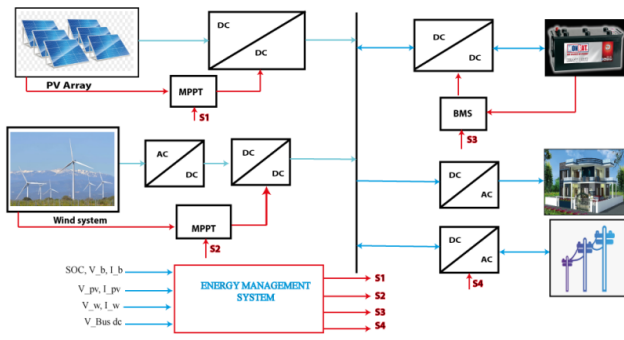 DC
DC
PV Array
MPPT
S1
DC
DC
BMS
S3
AC
DC
DC
DC
Wind system
MPPT
S2
DC
AC
DC
AC
S4
SOC, V_b, I_b
V_pv, I_pv
V_w, I_w
V_Bus dc
ENERGY MANAGEMENT
SYSTEM
S1
S2
S3
S4